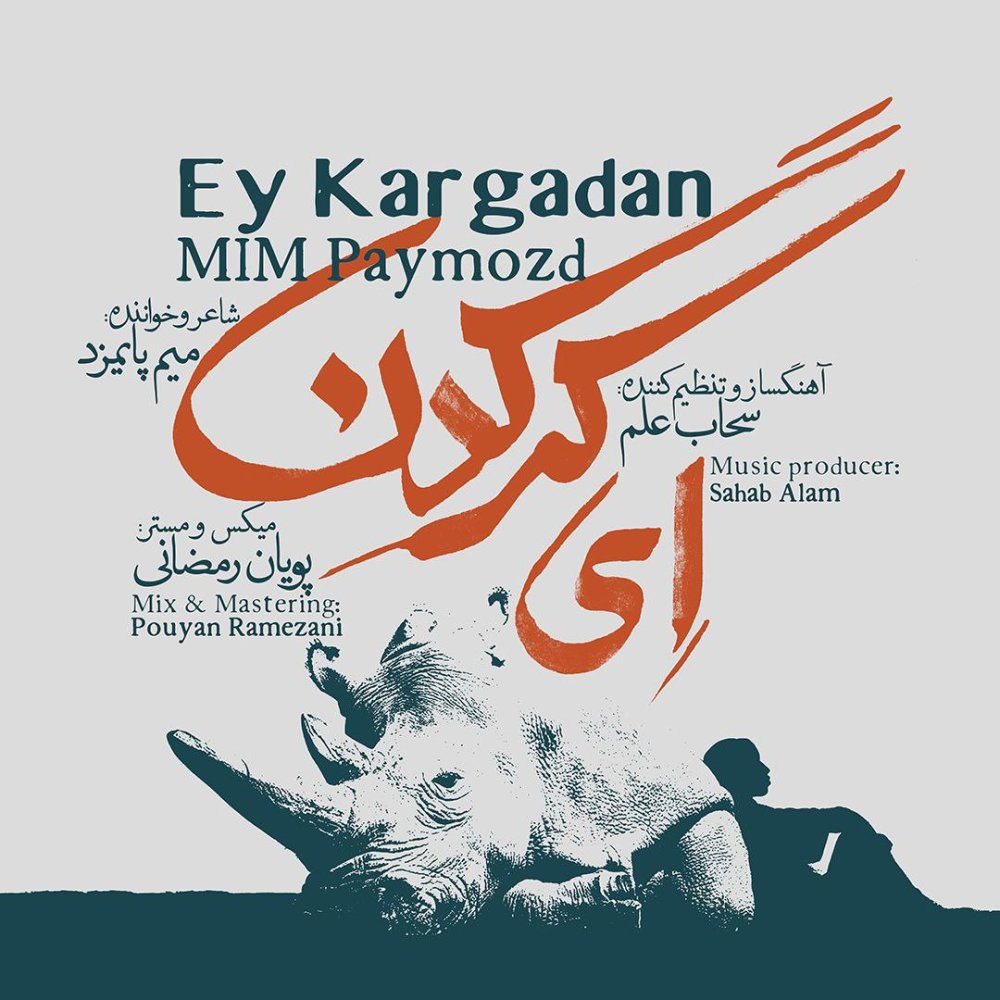 Ey Kargadan
MIM Paymozd
شاعر و خواننده:
میم پایمزد
ای کرگدن
آهنگساز و تنظیم‌کننده:
سحاب اعلم
Music producer:
Sahab Alam
میکس و مستر:
پویان رمضانی
Mix & Mastering:
Pouyan Ramezani